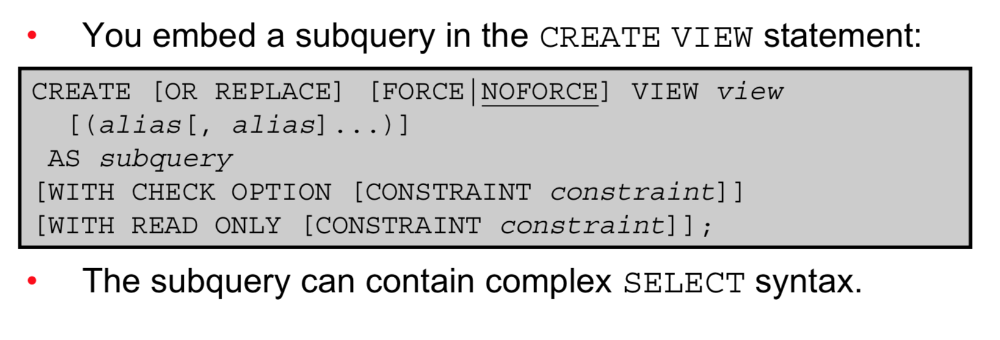 • You embed a subquery in the CREATE VIEW statement:
CREATE [OR REPLACE] [FORCE|NOFORCE] VIEW view
[(alias[, alias]...)]
AS subquery
[WITH CHECK OPTION [CONSTRAINT constraint]]
[WITH READ ONLY [CONSTRAINT constraint]];
• The subquery can contain complex SELECT syntax.